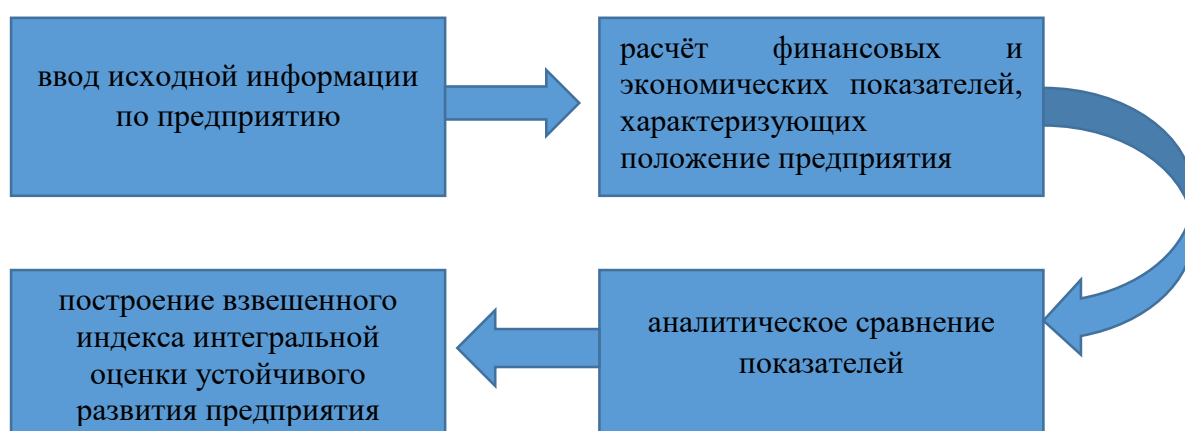 ввод исходной информации
по предприятию
расчёт финансовых и
экономических показателей,
характеризующих
положение предприятия
аналитическое сравнение
показателей
построение взвешенного
индекса интегральной
оценки устойчивого
развития предприятия